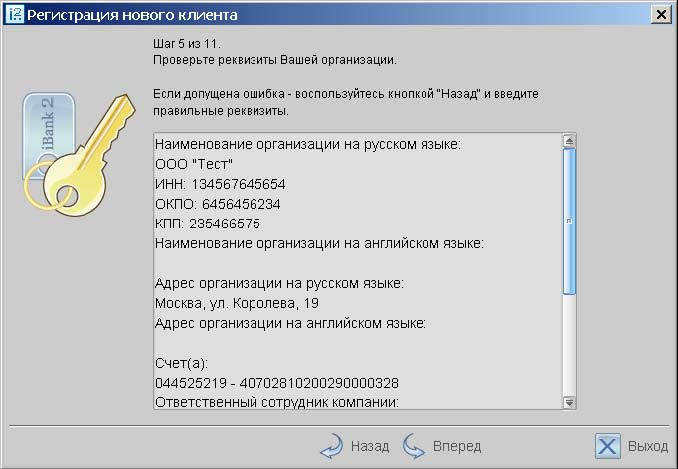 Регистрация нового клиента
Шаг 5 из 11.
Проверьте реквизиты Вашей организации.
Если допущена ошибка - воспользуйтесь кнопкой "Назад" и введите
правильные реквизиты.
iBank 2
Наименование организации на русском языке:
ООО "Тест"
ИНН: 134567645654
ОКПО: 6456456234
КПП: 235466575
Наименование организации на английском языке:
Адрес организации на русском языке:
Москва, ул. Королева, 19
Адрес организации на английском языке:
Счет(а):
044525219 - 40702810200290000328
Ответственный сотрудник компании:
Назад
Вперед
Выход